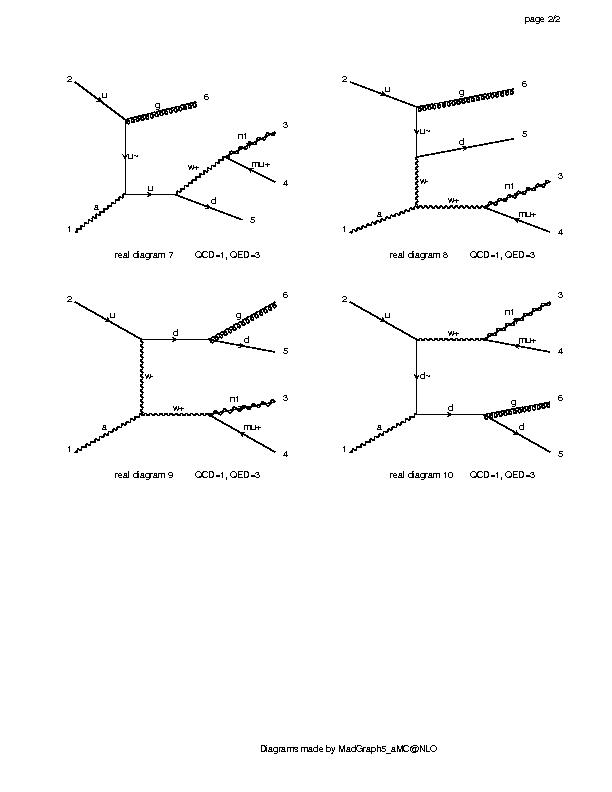 page 2/2
2
u
g
6
u~
n1
3
w+
mu+
4
u
a
d
5
1
real diagram 7 QCD=1, QED=3
2
u
g
6
u~
d
5
w-
n1
3
a
w+
mu+
4
1
real diagram 8 QCD=1, QED=3
2
u
g
6
d
d
5
w-
n1
3
w+
a
mu+
1
4
real diagram 9 QCD=1, QED=3
2
u
n1
3
w+
mu+
4
d~
g
6
d
a
d
1
5
real diagram 10 QCD=1, QED=3
Diagrams made by MadGraph5_aMC@NLO